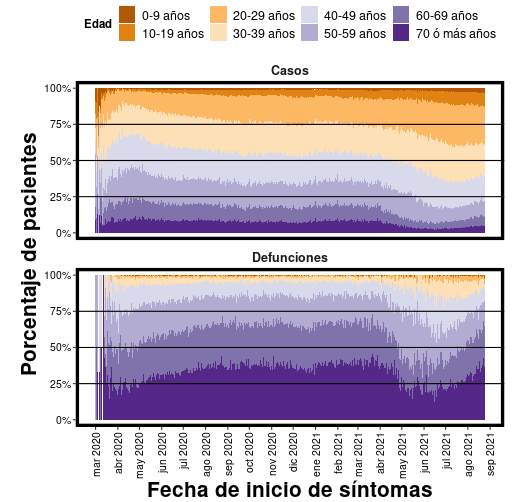 Edad
0-9 años
20-29 años
40-49 años
60-69 años
10-19 años
30-39 años
50-59 años
70 ó más años
Casos
100%
75%
50%
25%
0%
Defunciones
100%
75%
50%
25%
0%
Porcentaje de pacientes
mar 2020
abr 2020
may 2020
jun 2020
jul 2020
ago 2020
sep 2020
oct 2020
nov 2020
dic 2020
ene 2021
feb 2021
mar 2021
abr 2021
may 2021
jun 2021
jul 2021
ago 2021
sep 2021
Fecha de inicio de síntomas